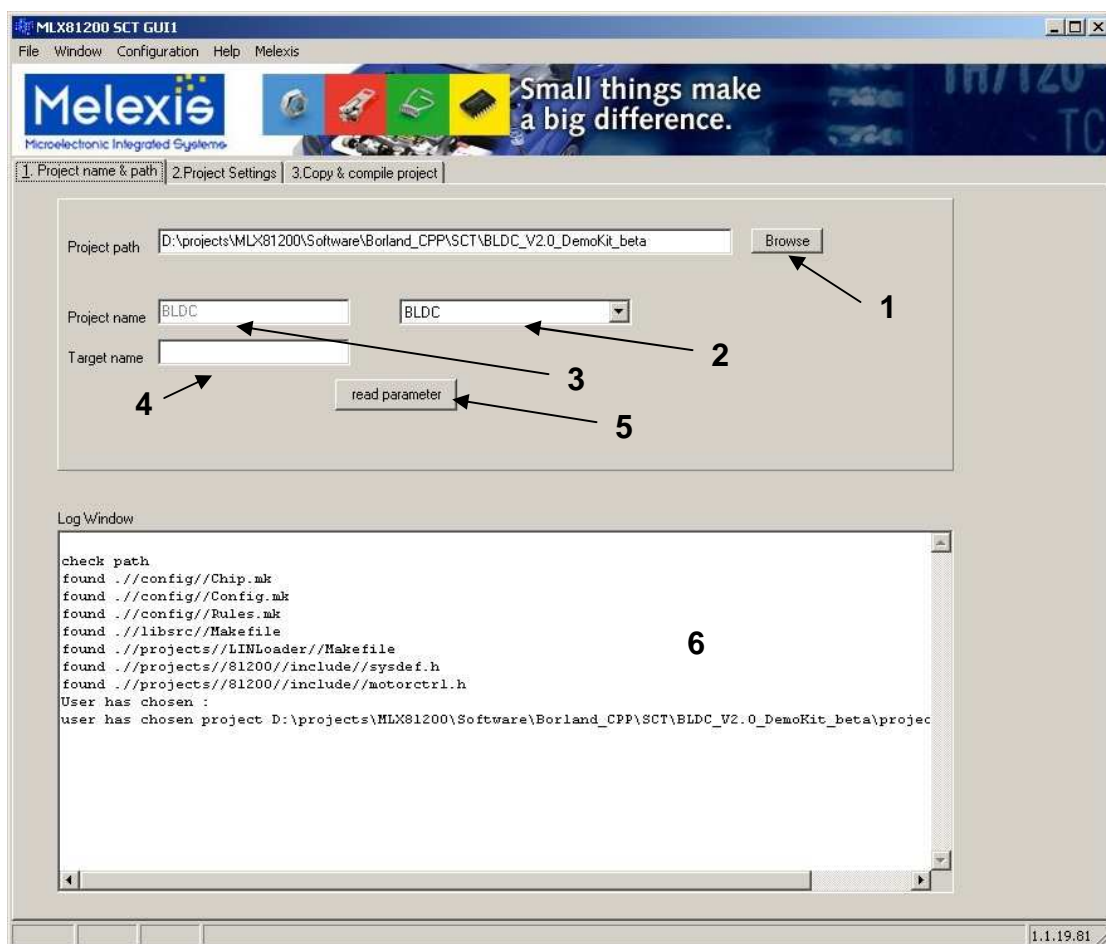 MLX81200 SCT GUI1
File Window Configuration Help Melexis
Melexis
Microelectronic Integrated Systems
Small things make
a big difference.
TH7120
TC
1. Project name & path 2.Project Settings 3.Copy & compile project
Project path D:\projects\MLX81200\Software\Borland_CPP\SCT\BLDC_V2.0_DemoKit_beta Browse
1
Project name BLDC BLDC
2
Target name
3
4
read parameter
5
Log Window
check path
found .//config//Chip.mk
found .//config//Config.mk
found .//config//Rules.mk
found .//libsrc//Makefile
found .//projects//LINLoader//Makefile
found .//projects//81200//include//sysdef.h
found .//projects//81200//include//motorctrl.h
User has chosen :
user has chosen project D:\projects\MLX81200\Software\Borland_CPP\SCT\BLDC_V2.0_DemoKit_beta\projec
6
1.1.19.81